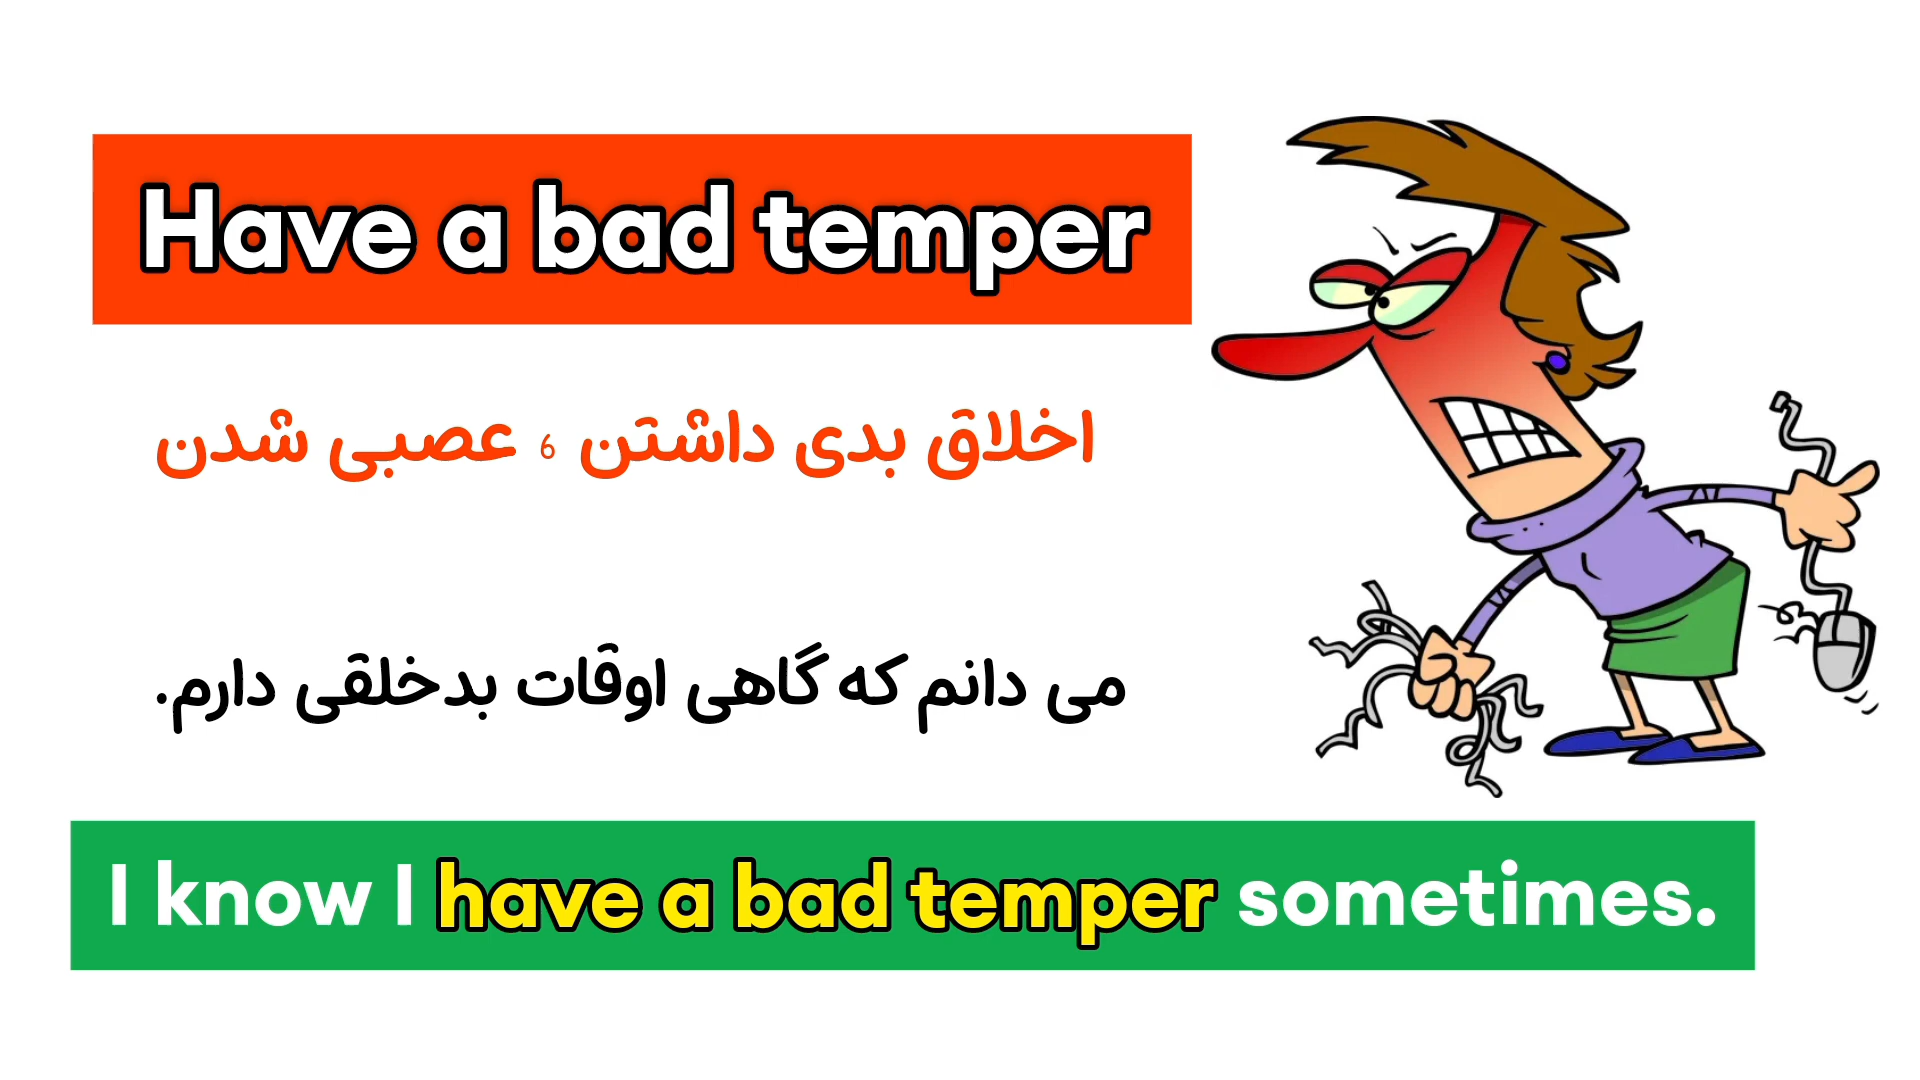 Have a bad temper
اخلاق بدی داشتن ، عصبی شدن
می دانم که گاهی اوقات بدخلقی دارم.
I know I have a bad temper sometimes.